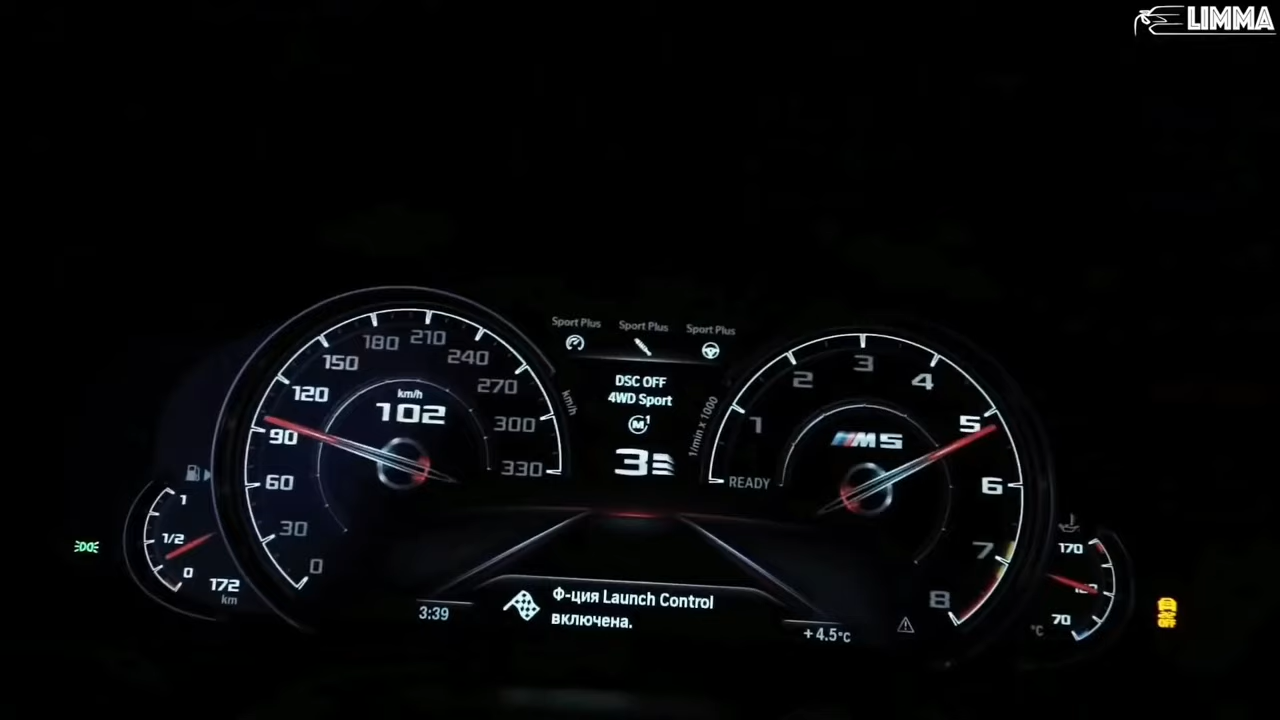 LIMMA
Sport Plus
Sport Plus
Sport Plus
180
210
240
150
270
120
300
90
330
60
30
0
km/h
102
km/h
DSC OFF
4WD Sport
M1
3
1/min x 1000
READY
1
2
3
4
5
6
7
8
M5
1
1/2
0
172
km
3:39
Ф-ция Launch Control
включена.
+4.5°C
170
70
°C
OFF